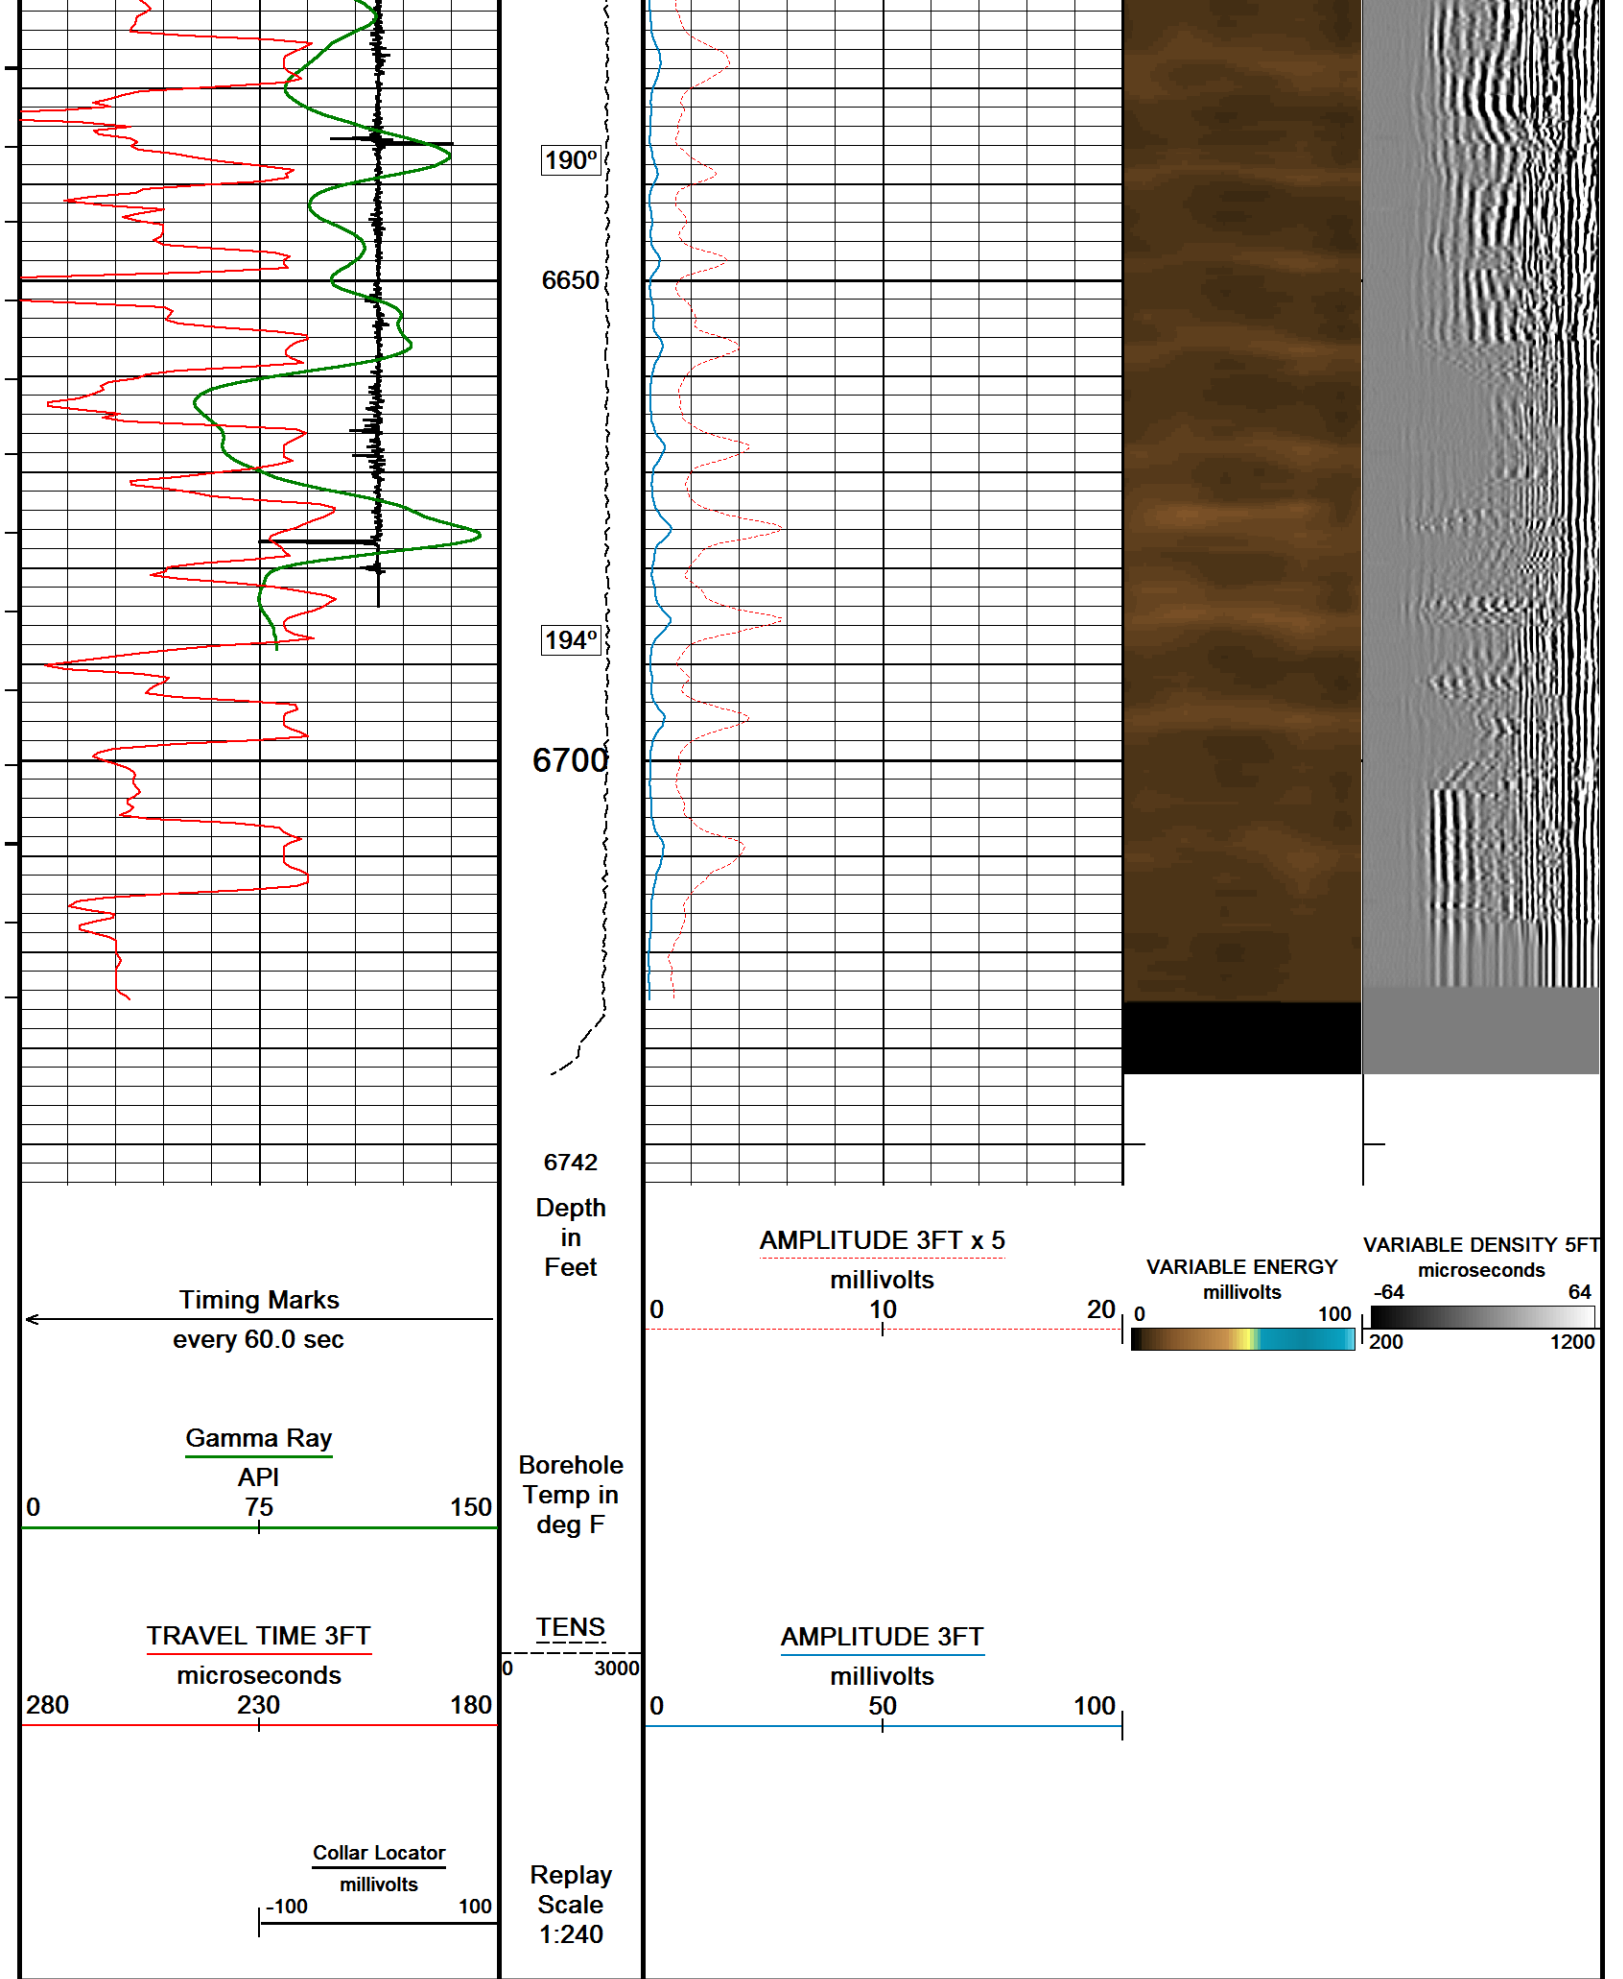 190º
6650
194º
6700
6742
Depth
in
Feet
Timing Marks
every 60.0 sec
Gamma Ray
API
0 75 150
TRAVEL TIME 3FT
microseconds
280 230 180
Collar Locator
millivolts
-100 100
Borehole
Temp in
deg F
TENS
0 3000
Replay
Scale
1:240
AMPLITUDE 3FT x 5
millivolts
0 10 20
AMPLITUDE 3FT
millivolts
0 50 100
VARIABLE ENERGY
millivolts
0 100
VARIABLE DENSITY 5FT
microseconds
-64 64
200 1200